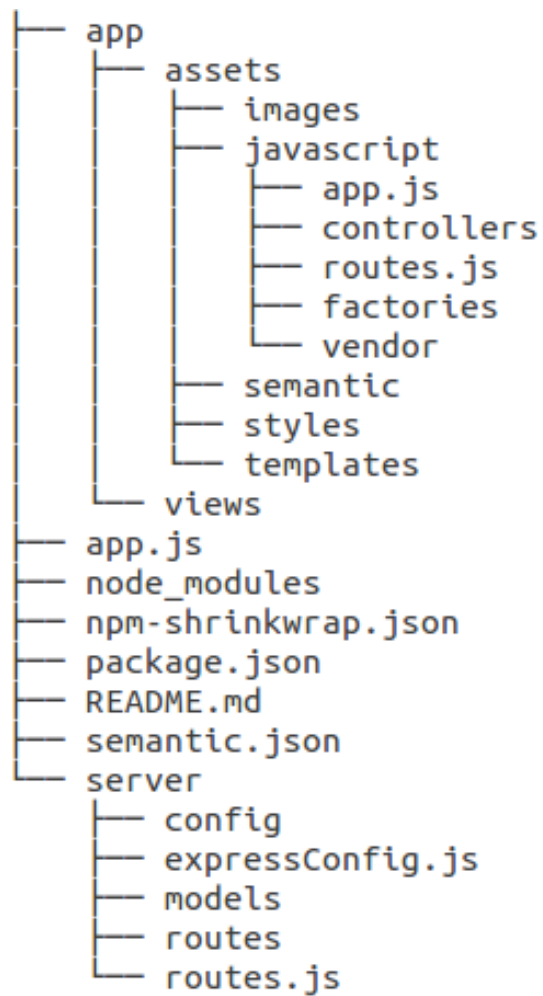 ├── app
│   ├── assets
│   │   ├── images
│   │   ├── javascript
│   │   │   ├── app.js
│   │   │   ├── controllers
│   │   │   ├── routes.js
│   │   │   ├── factories
│   │   │   └── vendor
│   │   ├── semantic
│   │   ├── styles
│   │   └── templates
│   └── views
├── app.js
├── node_modules
├── npm-shrinkwrap.json
├── package.json
├── README.md
├── semantic.json
└── server
    ├── config
    ├── expressConfig.js
    ├── models
    ├── routes
    └── routes.js